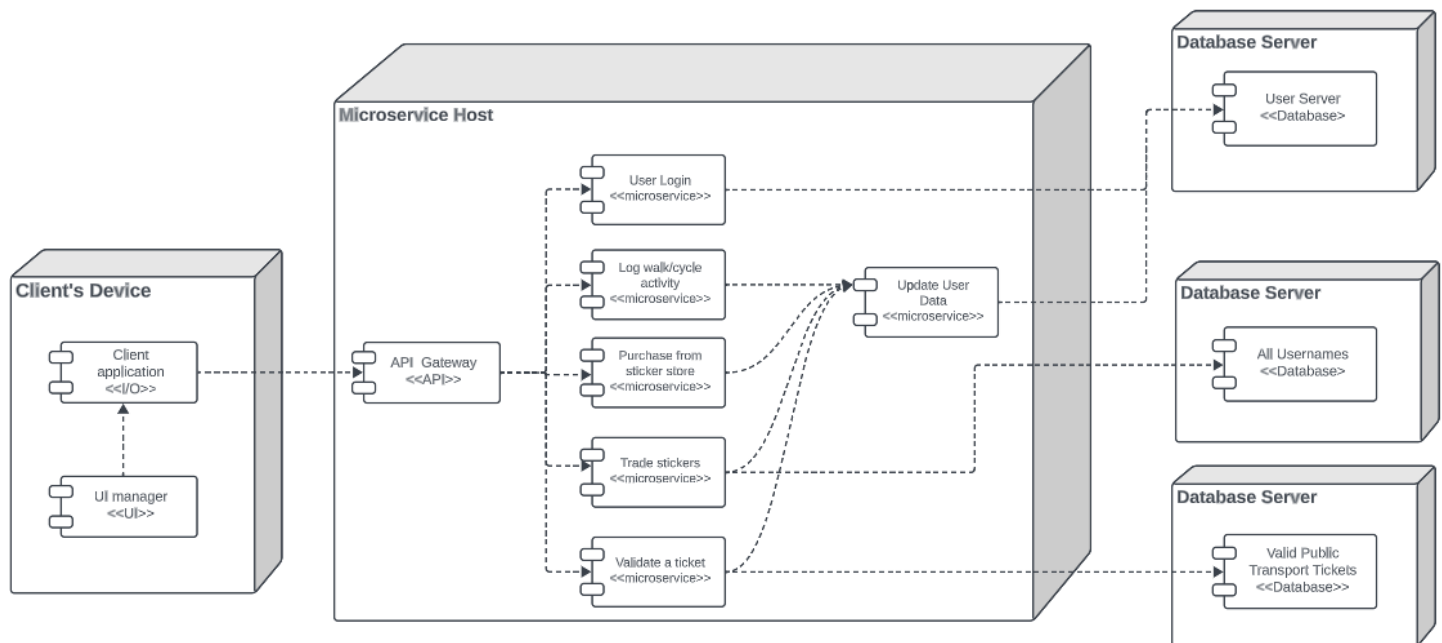 Database Server
User Server
<<Database>
Microservice Host
User Login
<<microservice>>
Log walk/cycle
activity
<<microservice>>
Update User
Data
<<microservice>>
Client's Device
Client
application
<<I/O>>
UI manager
<<UI>>
API Gateway
<<API>>
Purchase from
sticker store
<<microservice>>
Trade stickers
<<microservice>>
Validate a ticket
<<microservice>>
Database Server
All Usernames
<<Database>
Database Server
Valid Public
Transport Tickets
<<Database>>